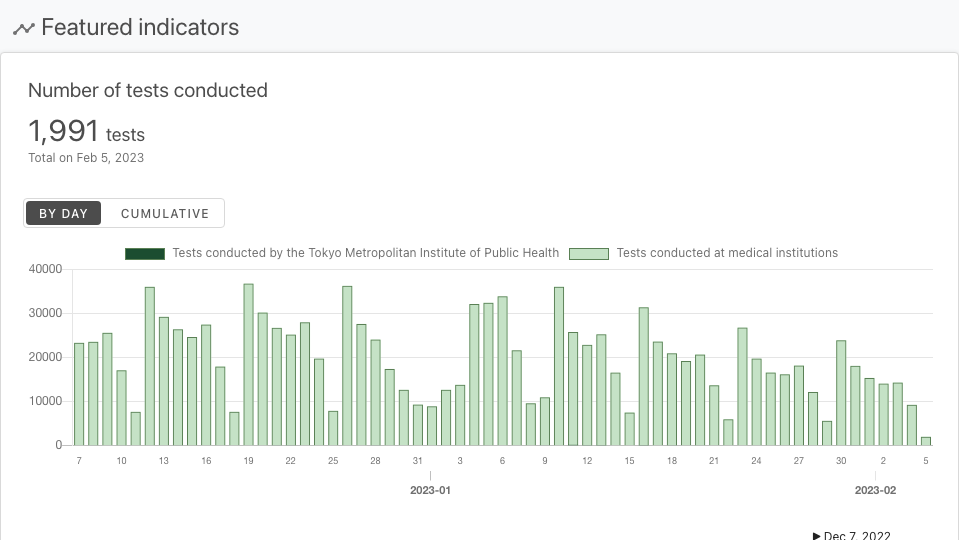 Featured indicators
Number of tests conducted
1,991 tests
Total on Feb 5, 2023
BY DAY CUMULATIVE
Tests conducted by the Tokyo Metropolitan Institute of Public Health Tests conducted at medical institutions
40000
30000
20000
10000
0
7 10 13 16 19 22 25 28 31 3 6 9 12 15 18 21 24 27 30 2 5
2023-01 2023-02
▶ Dec 7, 2022